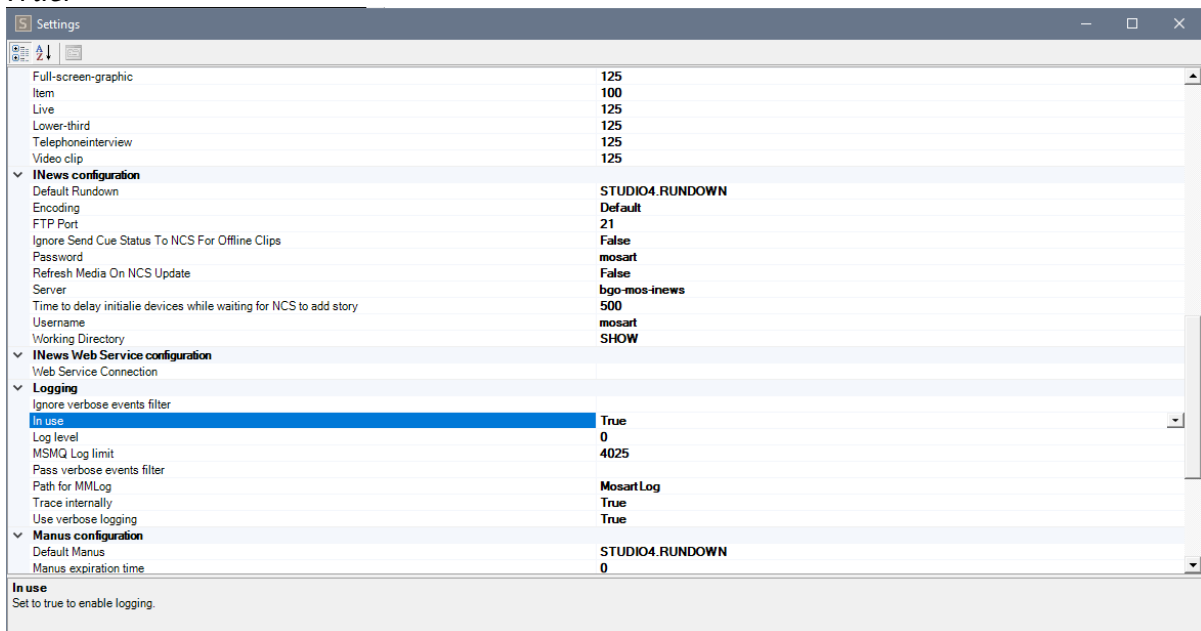 Settings
Full-screen-graphic 125
Item 100
Live 125
Lower-third 125
Telephoneinterview 125
Video clip 125
INews configuration
Default Rundown STUDIO4.RUNDOWN
Encoding Default
FTP Port 21
Ignore Send Cue Status To NCS For Offline Clips False
Password mosart
Refresh Media On NCS Update False
Server bgo-mos-inews
Time to delay initialie devices while waiting for NCS to add story 500
Username mosart
Working Directory SHOW
INews Web Service configuration
Web Service Connection
Logging
Ignore verbose events filter
In use True
Log level 0
MSMQ Log limit 4025
Pass verbose events filter
Path for MMLog MosartLog
Trace internally True
Use verbose logging True
Manus configuration
Default Manus STUDIO4.RUNDOWN
Manus expiration time 0
In use
Set to true to enable logging.